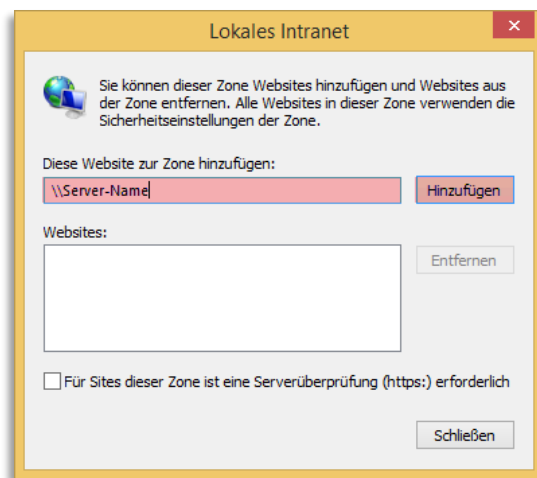 Lokales Intranet
Sie können dieser Zone Websites hinzufügen und Websites aus
der Zone entfernen. Alle Websites in dieser Zone verwenden die
Sicherheitseinstellungen der Zone.
Diese Website zur Zone hinzufügen:
\\Server-Name
Hinzufügen
Websites:
Entfernen
Für Sites dieser Zone ist eine Serverüberprüfung (https:) erforderlich
Schließen